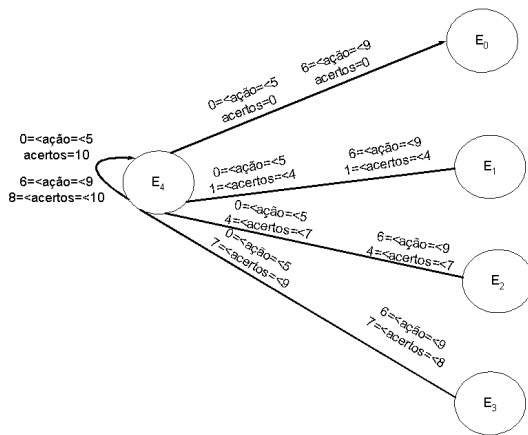 E0
6=<ação=<9
acertos=0
0=<ação=<5
acertos=0
0=<ação=<5
acertos=10
6=<ação=<9
8=<acertos=<10
E4
0=<ação=<5
1=<acertos=<4
6=<ação=<9
1=<acertos=<4
E1
0=<ação=<5
4=<acertos=<7
6=<ação=<9
4=<acertos=<7
E2
0=<ação=<5
7=<acertos=<9
6=<ação=<9
7=<acertos=<8
E3